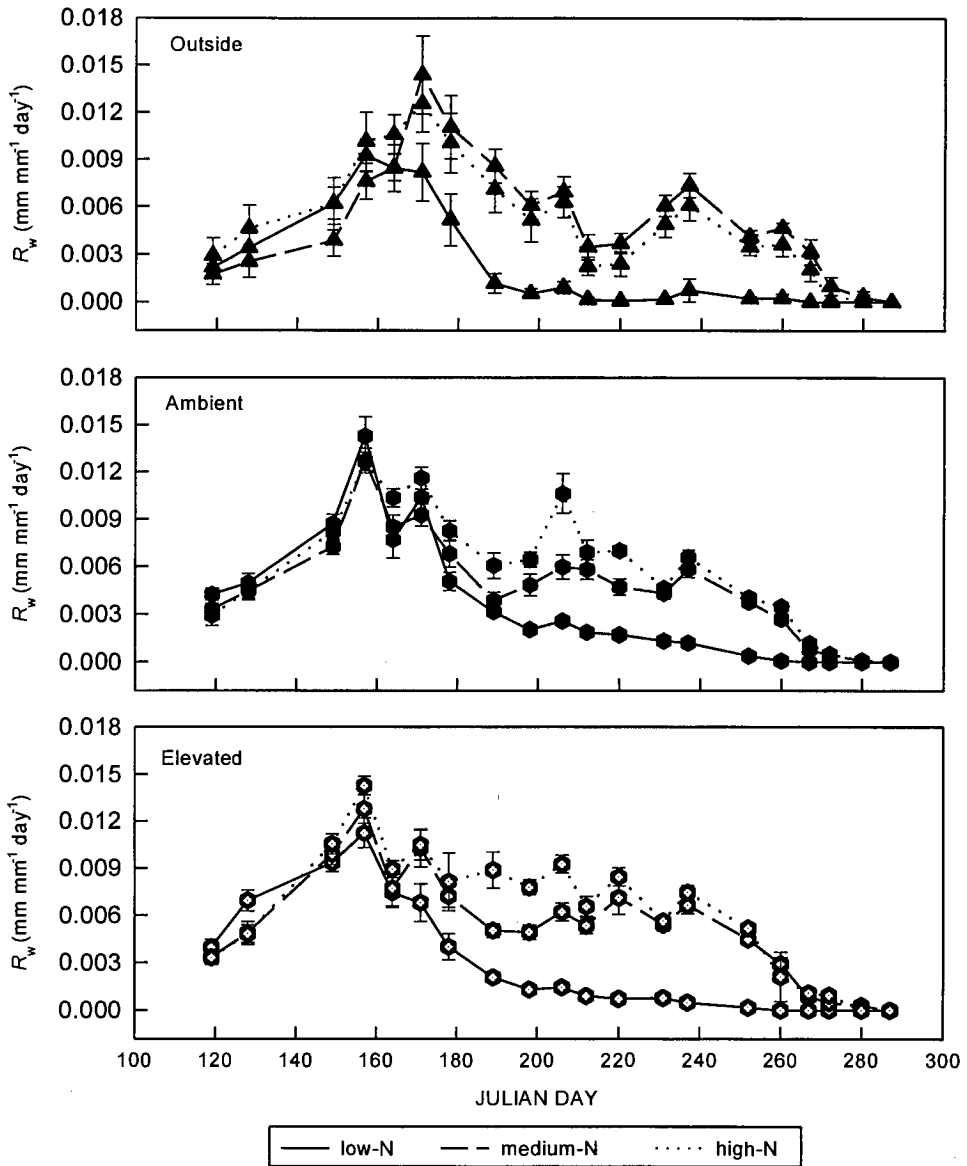 Outside
0.018
0.015
0.012
0.009
0.006
0.003
0.000
R_w (mm mm⁻¹ day⁻¹)
Ambient
0.018
0.015
0.012
0.009
0.006
0.003
0.000
R_w (mm mm⁻¹ day⁻¹)
Elevated
0.018
0.015
0.012
0.009
0.006
0.003
0.000
R_w (mm mm⁻¹ day⁻¹)
100 120 140 160 180 200 220 240 260 280 300
JULIAN DAY
low-N medium-N high-N